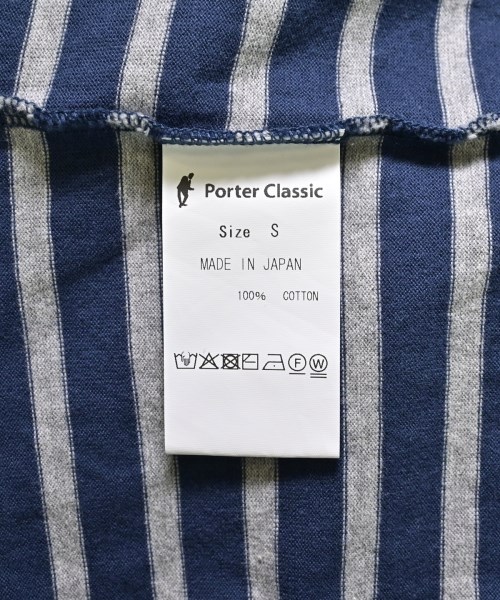 Porter Classic
Size S
MADE IN JAPAN
100% COTTON
F W